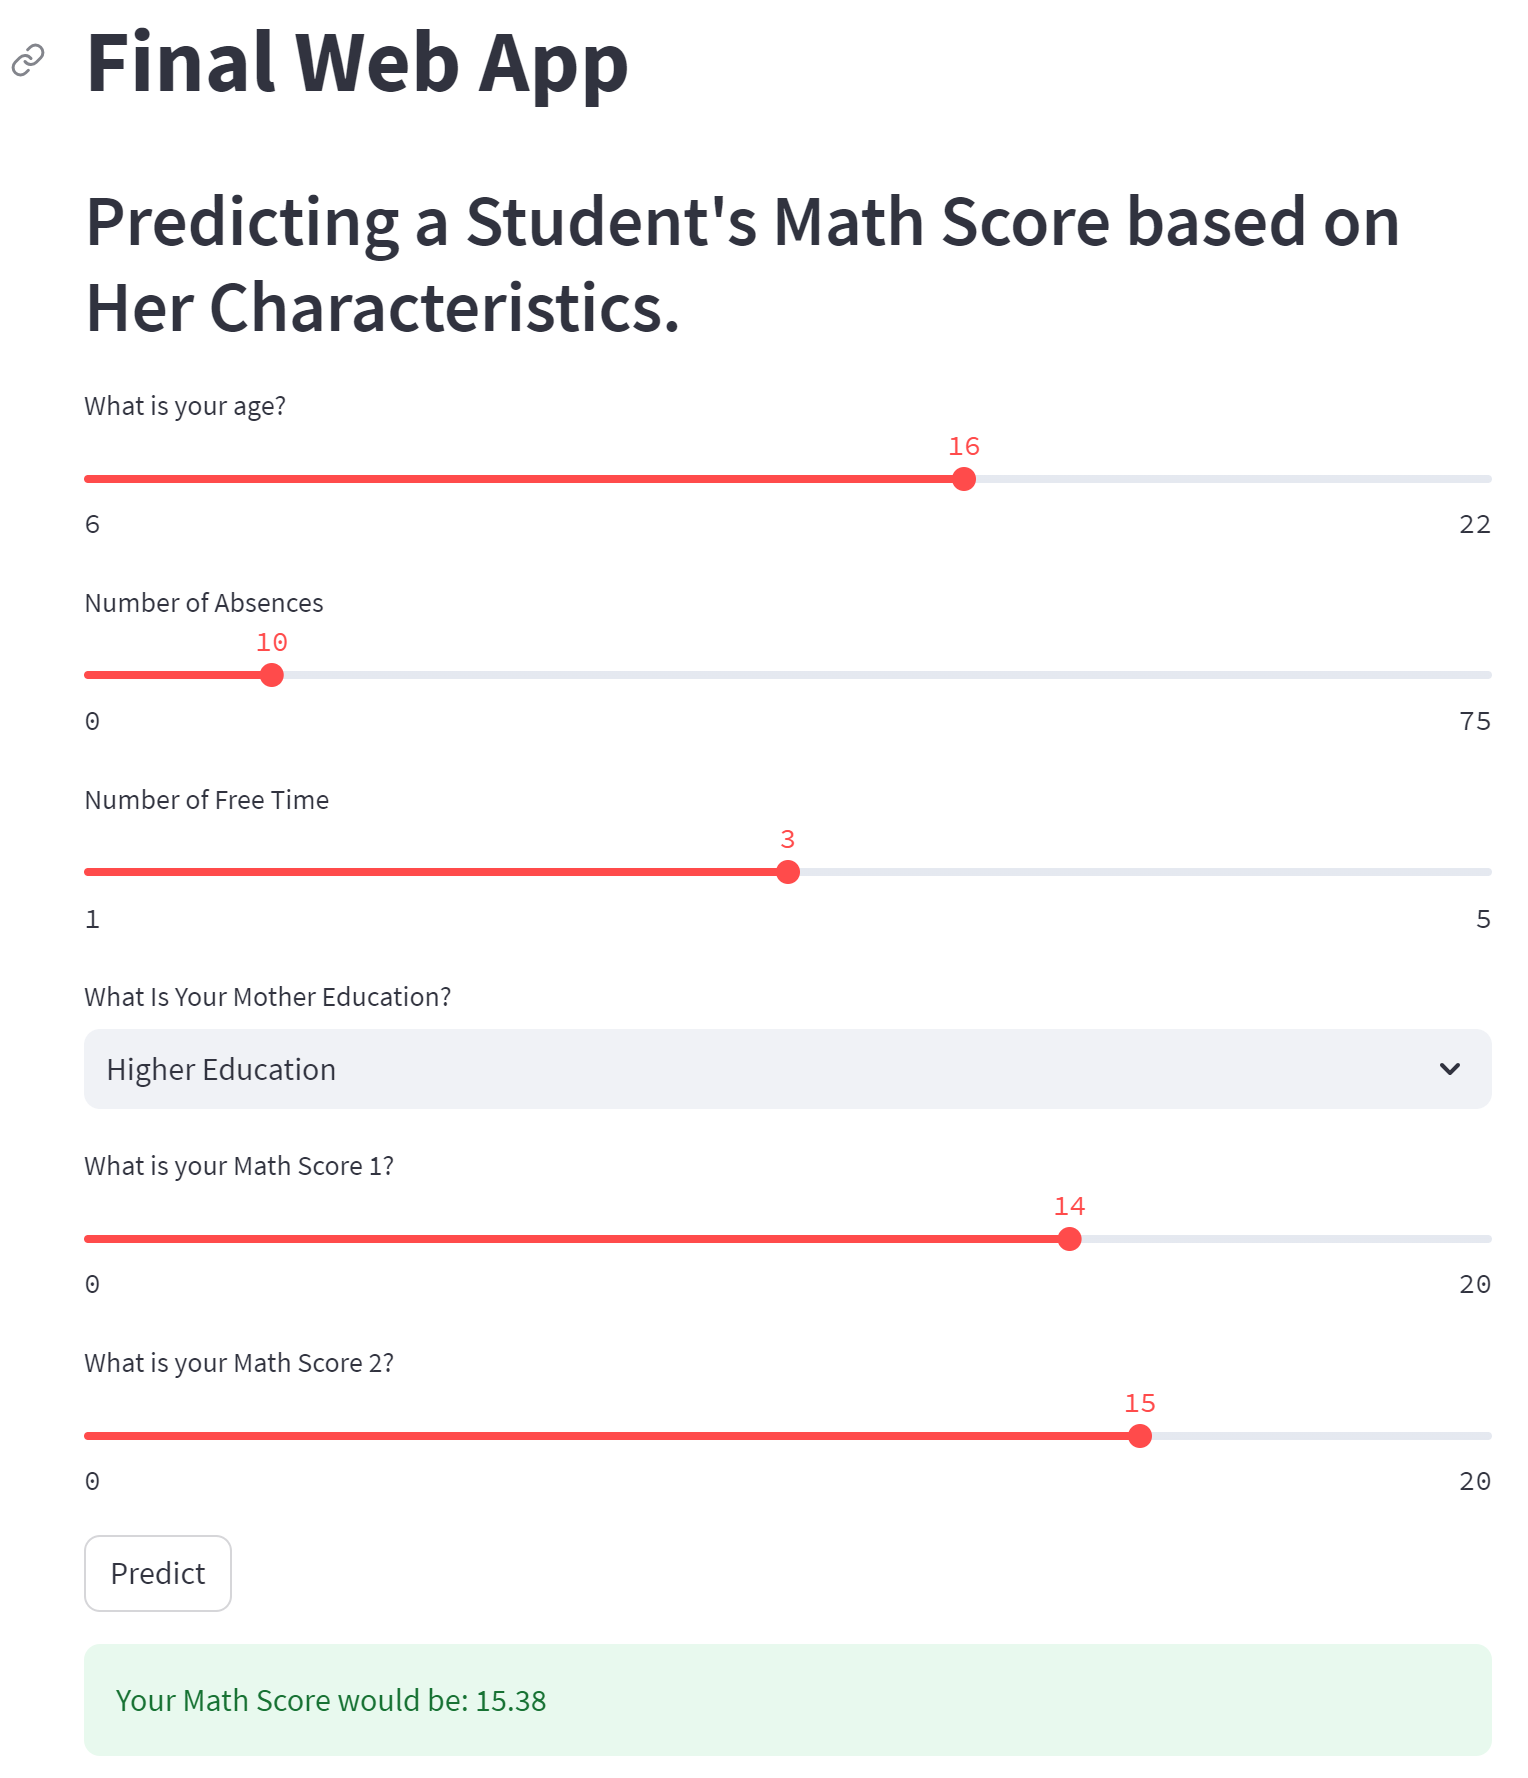 Final Web App
Predicting a Student's Math Score based on
Her Characteristics.
What is your age?
16
6 22
Number of Absences
10
0 75
Number of Free Time
3
1 5
What Is Your Mother Education?
Higher Education
What is your Math Score 1?
14
0 20
What is your Math Score 2?
15
0 20
Predict
Your Math Score would be: 15.38